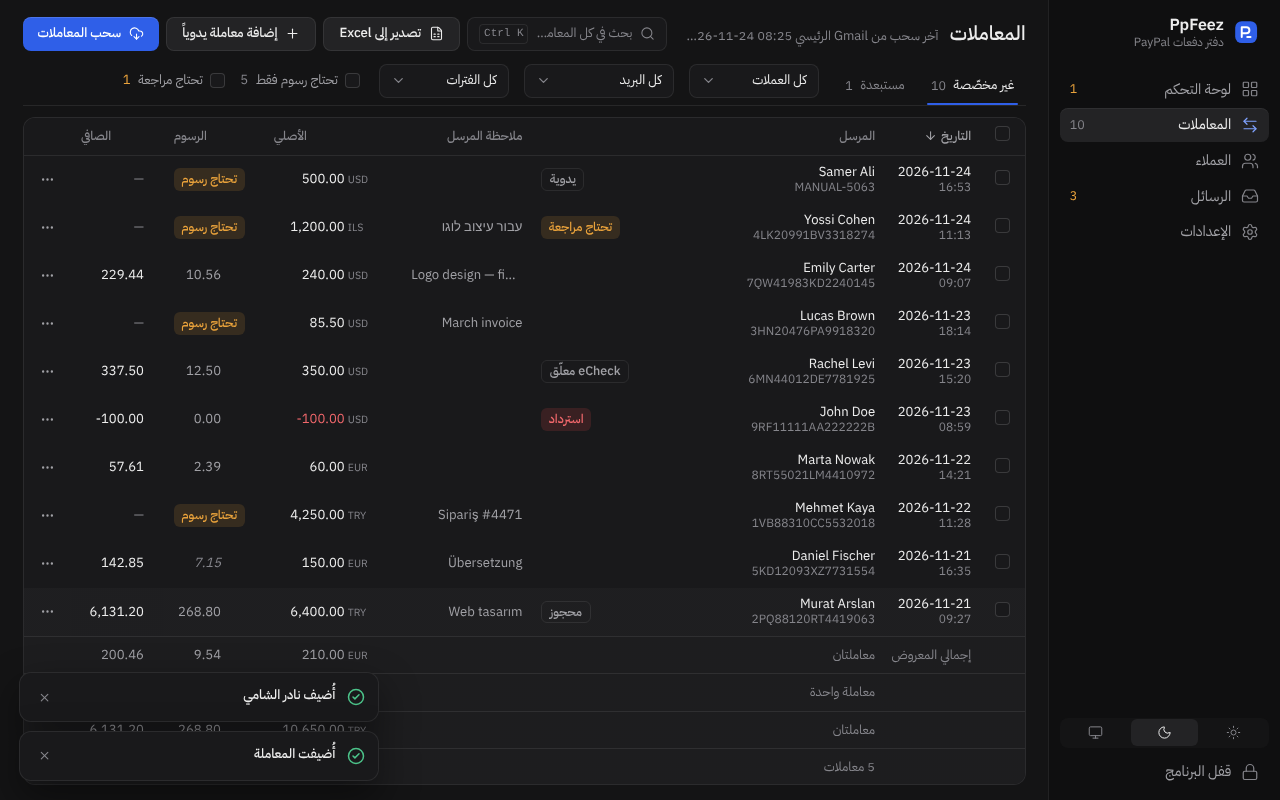 PpFeez
دفتر دفعات PayPal
لوحة التحكم 1
المعاملات 10
العملاء
الرسائل 3
الإعدادات
قفل البرنامج
المعاملات
آخر سحب من Gmail الرئيسي 08:25 24-11-26...
بحث في كل المعام... Ctrl K
تصدير إلى Excel
إضافة معاملة يدوياً
سحب المعاملات
غير مخصّصة 10
مستبعدة 1
كل العملات
كل البريد
كل الفترات
تحتاج رسوم فقط 5
تحتاج مراجعة 1
التاريخ المرسل ملاحظة المرسل الأصلي الرسوم الصافي
2026-11-24 Samer Ali يدوية 500.00 USD تحتاج رسوم —
16:53 MANUAL-5063
2026-11-24 Yossi Cohen تحتاج مراجعة עבור עיצוב לוגו 1,200.00 ILS تحتاج رسوم —
11:13 4LK20991BV3318274
2026-11-24 Emily Carter Logo design — fi... 240.00 USD 10.56 229.44
09:07 7QW41983KD2240145
2026-11-23 Lucas Brown March invoice 85.50 USD تحتاج رسوم —
18:14 3HN20476PA9918320
2026-11-23 Rachel Levi eCheck معلّق 350.00 USD 12.50 337.50
15:20 6MN44012DE7781925
2026-11-23 John Doe استرداد -100.00 USD 0.00 -100.00
08:59 9RF11111AA222222B
2026-11-22 Marta Nowak 60.00 EUR 2.39 57.61
14:21 8RT55021LM4410972
2026-11-22 Mehmet Kaya Sipariş #4471 4,250.00 TRY تحتاج رسوم —
11:28 1VB88310CC5532018
2026-11-21 Daniel Fischer Übersetzung 150.00 EUR 7.15 142.85
16:35 5KD12093XZ7731554
2026-11-21 Murat Arslan محجوز Web tasarım 6,400.00 TRY 268.80 6,131.20
09:27 2PQ88120RT4419063
إجمالي المعروض معاملتان 210.00 EUR 9.54 200.46
معاملة واحدة
معاملتان 10,650.00 TRY 268.80 6,131.20
5 معاملات
أُضيف نادر الشامي
أُضيفت المعاملة